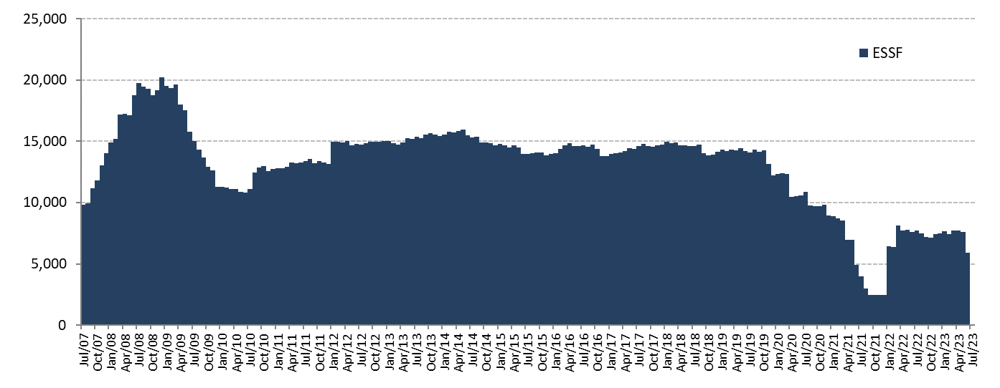 25,000
ESSF
20,000
15,000
10,000
5,000
0
Jul/07
Oct/07
Jan/08
Apr/08
Jul/08
Oct/08
Jan/09
Apr/09
Jul/09
Oct/09
Jan/10
Apr/10
Jul/10
Oct/10
Jan/11
Apr/11
Jul/11
Oct/11
Jan/12
Apr/12
Jul/12
Oct/12
Jan/13
Apr/13
Jul/13
Oct/13
Jan/14
Apr/14
Jul/14
Oct/14
Jan/15
Apr/15
Jul/15
Oct/15
Jan/16
Apr/16
Jul/16
Oct/16
Jan/17
Apr/17
Jul/17
Oct/17
Jan/18
Apr/18
Jul/18
Oct/18
Jan/19
Apr/19
Jul/19
Oct/19
Jan/20
Apr/20
Jul/20
Oct/20
Jan/21
Apr/21
Jul/21
Oct/21
Jan/22
Apr/22
Jul/22
Oct/22
Jan/23
Apr/23
Jul/23